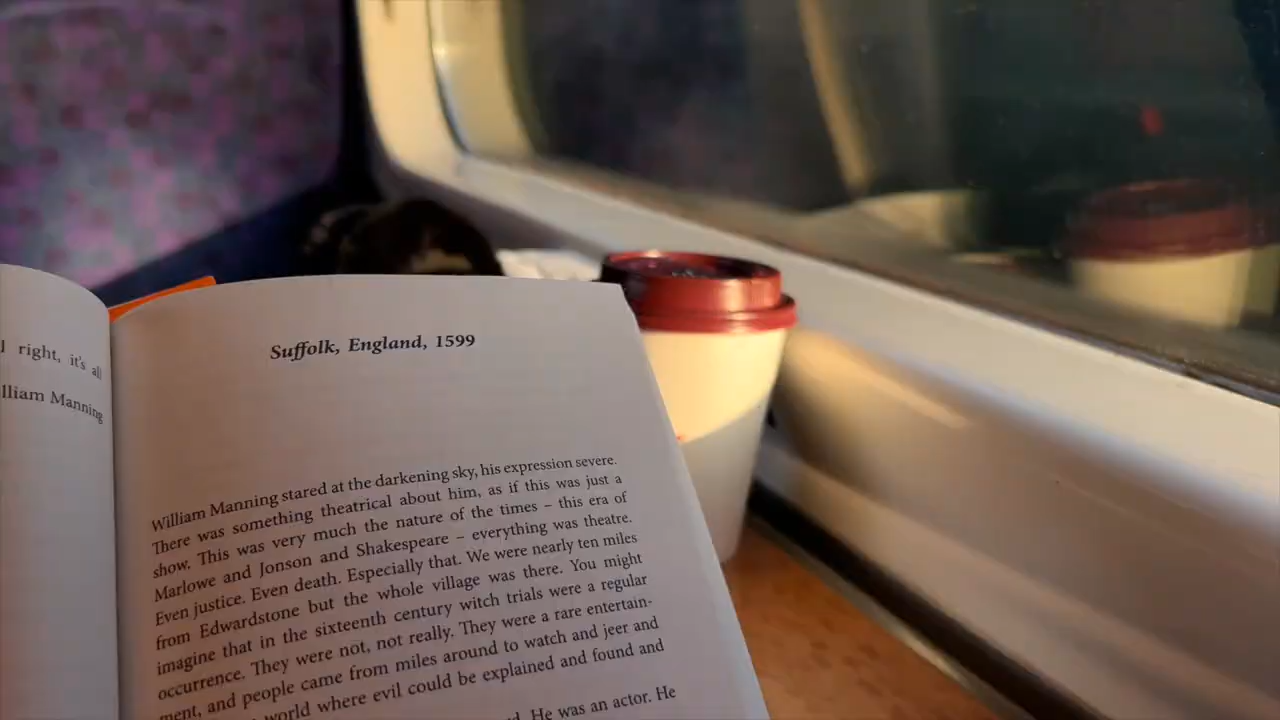 l right, it's all
lliam Manning
Suffolk, England, 1599
William Manning stared at the darkening sky, his expression severe.
There was something theatrical about him, as if this was just a
show. This was very much the nature of the times – this era of
Marlowe and Jonson and Shakespeare – everything was theatre.
Even justice. Even death. Especially that. We were nearly ten miles
from Edwardstone but the whole village was there. You might
imagine that in the sixteenth century witch trials were a regular
occurrence. They were not, not really. They were a rare entertain-
ment, and people came from miles around to watch and jeer and
world where evil could be explained and found and
He was an actor. He